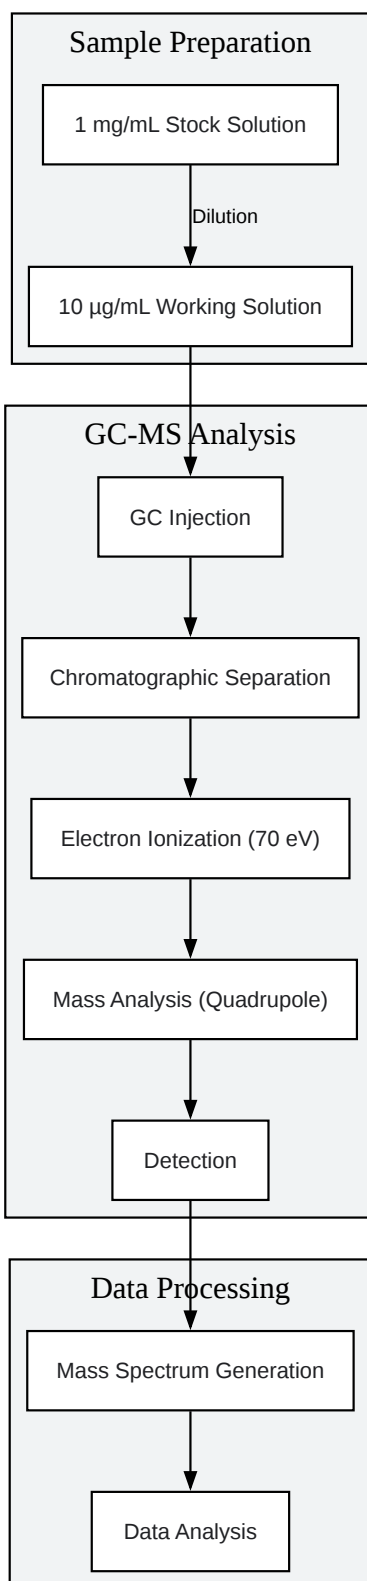 Sample Preparation
1 mg/mL Stock Solution
Dilution
10 µg/mL Working Solution
GC-MS Analysis
GC Injection
Chromatographic Separation
Electron Ionization (70 eV)
Mass Analysis (Quadrupole)
Detection
Data Processing
Mass Spectrum Generation
Data Analysis